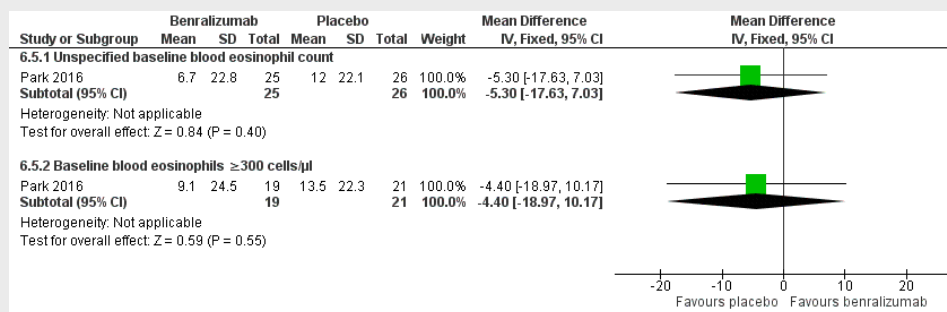 Benralizumab Placebo Mean Difference Mean Difference
Study or Subgroup Mean SD Total Mean SD Total Weight IV, Fixed, 95% CI IV, Fixed, 95% CI
6.5.1 Unspecified baseline blood eosinophil count
Park 2016 6.7 22.8 25 12 22.1 26 100.0% -5.30 [-17.63, 7.03]
Subtotal (95% CI) 25 26 100.0% -5.30 [-17.63, 7.03]
Heterogeneity: Not applicable
Test for overall effect: Z = 0.84 (P = 0.40)
6.5.2 Baseline blood eosinophils ≥300 cells/µl
Park 2016 9.1 24.5 19 13.5 22.3 21 100.0% -4.40 [-18.97, 10.17]
Subtotal (95% CI) 19 21 100.0% -4.40 [-18.97, 10.17]
Heterogeneity: Not applicable
Test for overall effect: Z = 0.59 (P = 0.55)
-20 -10 0 10 20
Favours placebo Favours benralizumab